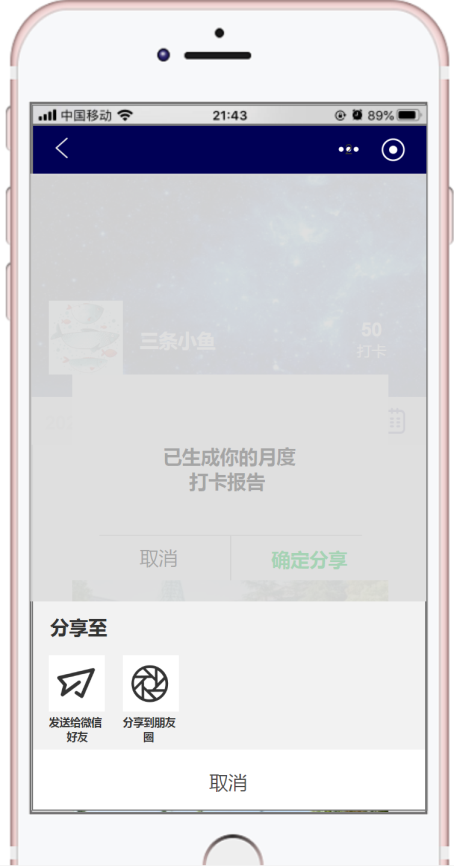 中国移动 21:43 89%
三条小鱼
50
打卡
已生成你的月度
打卡报告
取消 确定分享
分享至
发送给微信
好友
分享到朋友
圈
取消